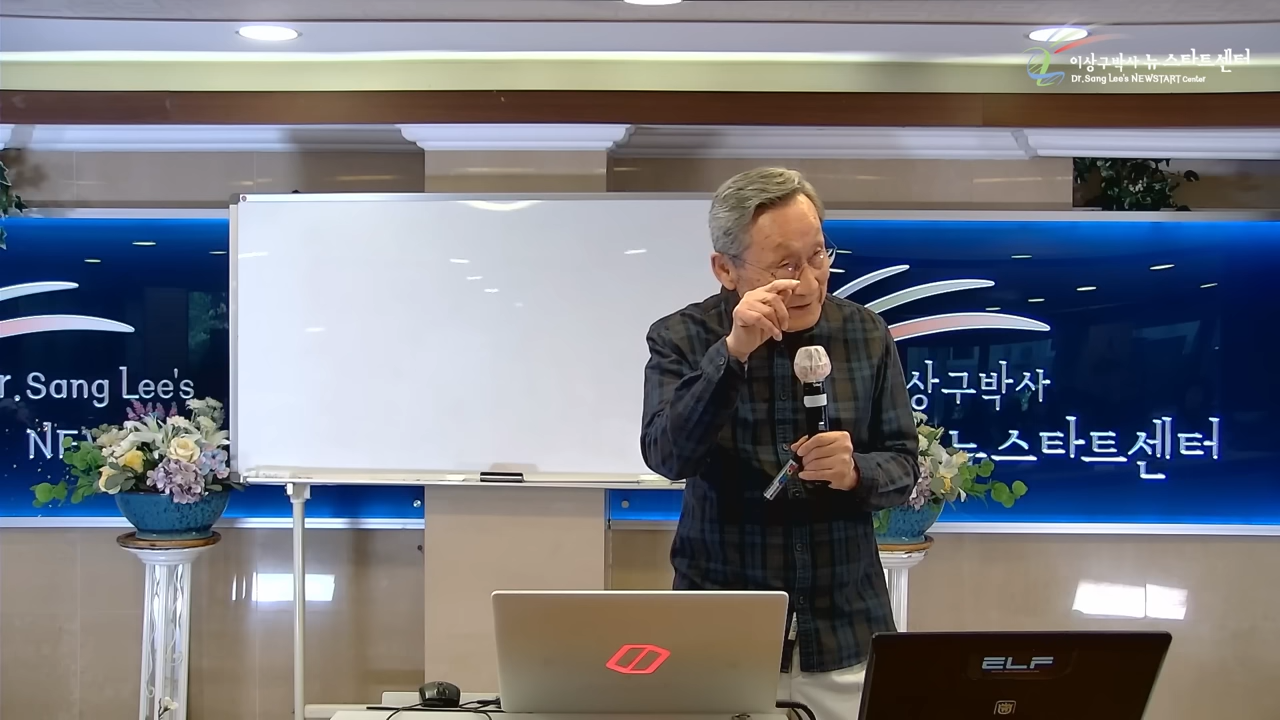 이상구박사 뉴스타트센터
Dr. Sang Lee's NEWSTART Center
r. Sang Lee's
NE
상구박사
뉴스타트센터
ELF